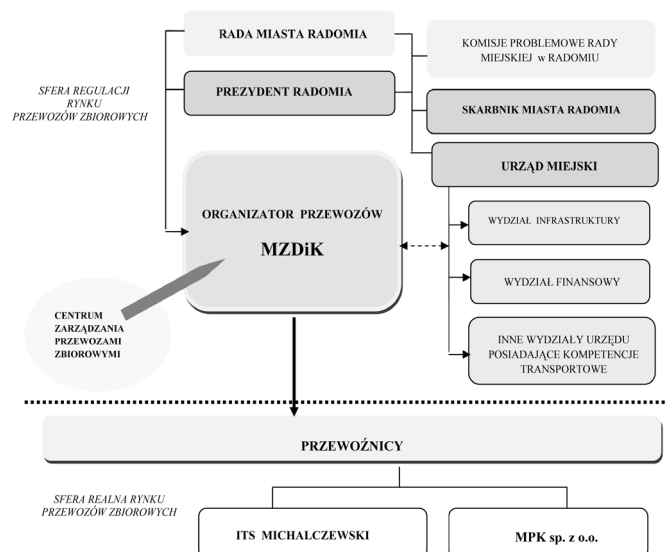 RADA MIASTA RADOMIA
KOMISJE PROBLEMOWE RADY
MIEJSKIEJ w RADOMIU
SFERA REGULACJI
RYNKU
PRZEWOZÓW ZBIOROWYCH
PREZYDENT RADOMIA
SKARBNIK MIASTA RADOMIA
URZĄD MIEJSKI
ORGANIZATOR PRZEWOZÓW
MZDiK
WYDZIAŁ INFRASTRUKTURY
WYDZIAŁ FINANSOWY
CENTRUM
ZARZĄDZANIA
PRZEWOZAMI
ZBIOROWYMI
INNE WYDZIAŁY URZĘDU
POSIADAJĄCE KOMPETENCJE
TRANSPORTOWE
PRZEWOŹNICY
SFERA REALNA RYNKU
PRZEWOZÓW ZBIOROWYCH
ITS MICHALCZEWSKI
MPK sp. z o.o.